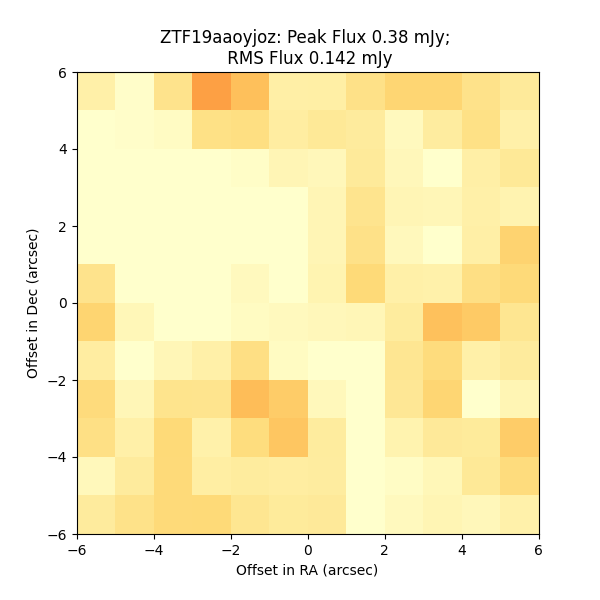 ZTF19aaoyjoz: Peak Flux 0.38 mJy;
RMS Flux 0.142 mJy
6
4
2
0
−2
−4
−6
Offset in Dec (arcsec)
−6 −4 −2 0 2 4 6
Offset in RA (arcsec)